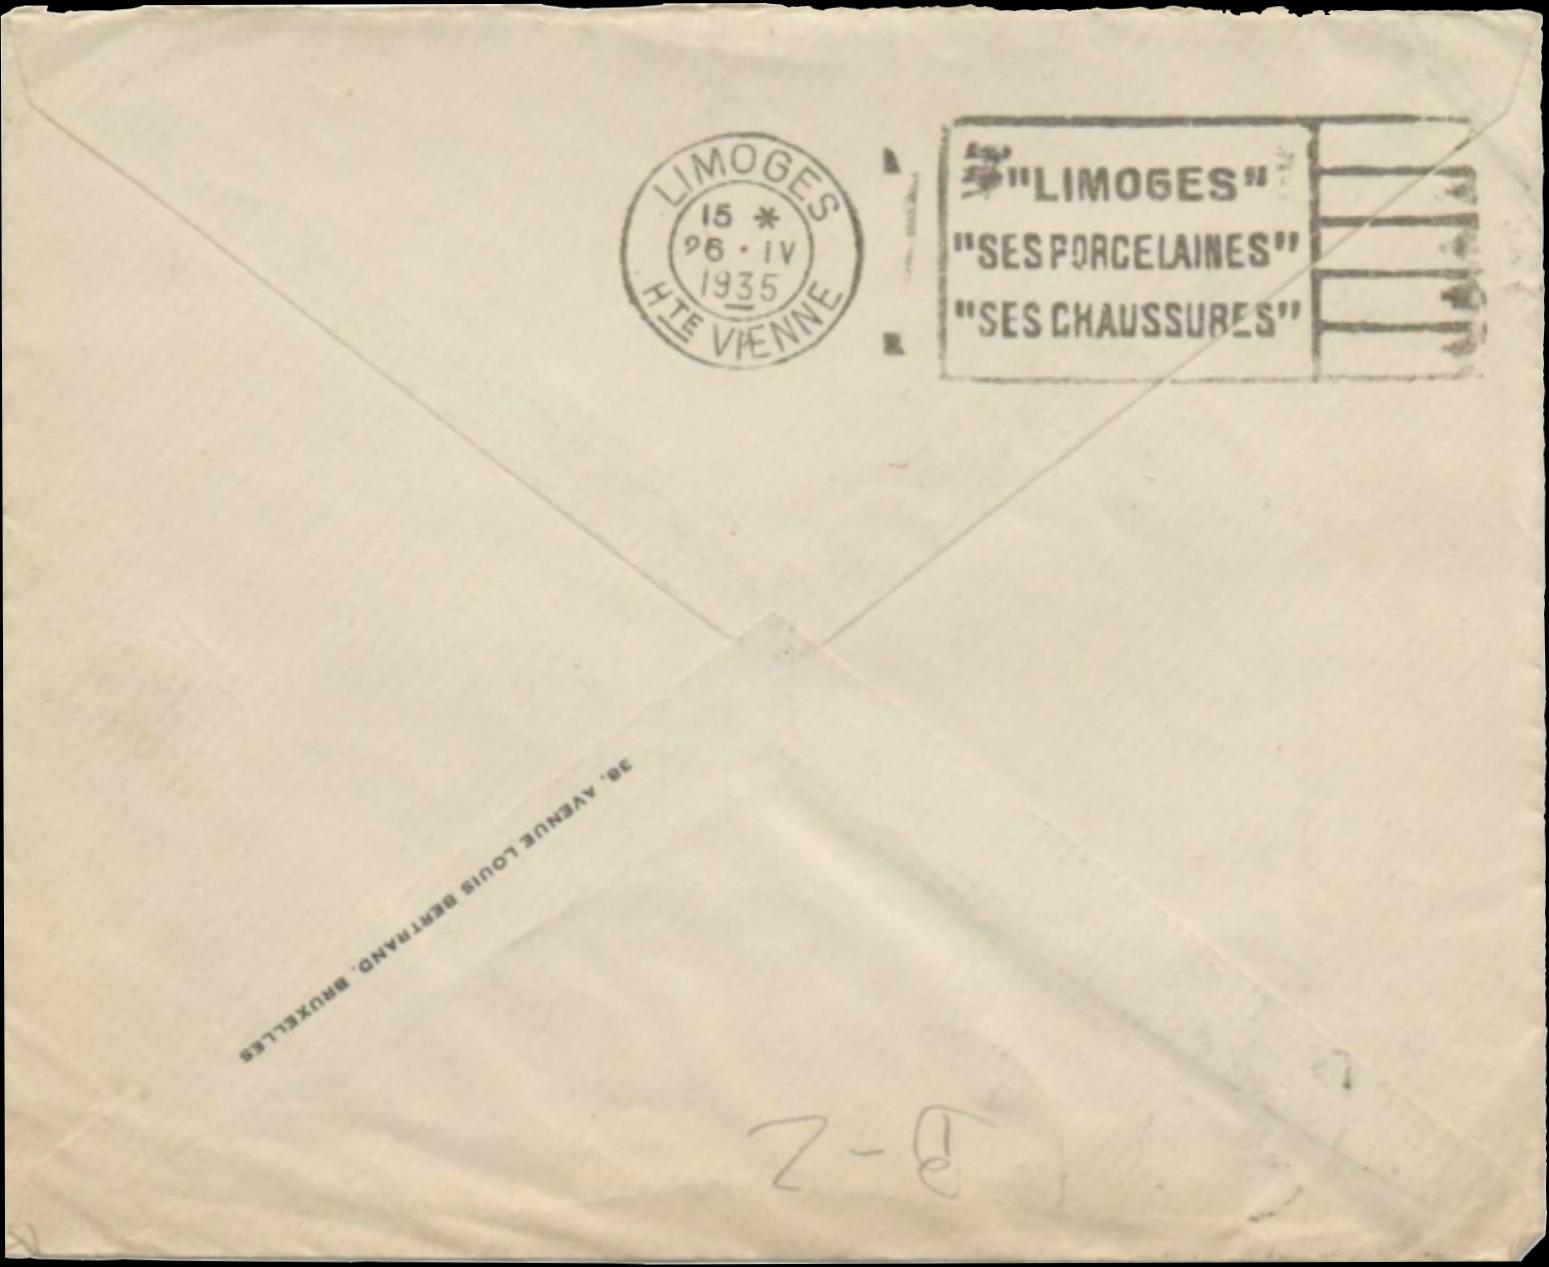 LIMOGES
15 *
26 · IV
1935
HTE VIENNE
"LIMOGES"
"SES PORCELAINES"
"SES CHAUSSURES"
38, AVENUE LOUIS BERTRAND, BRUXELLES